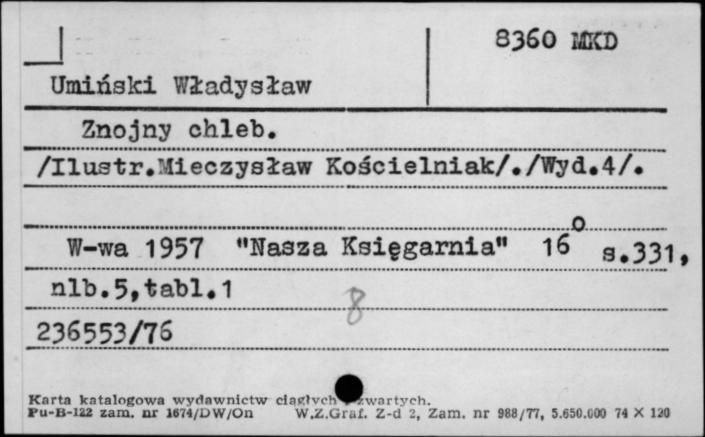 8360 MKD
Umiński Władysław
Znojny chleb.
/Ilustr.Mieczysław Kościelniak/./Wyd.4/.
W-wa 1957 "Nasza Księgarnia" 16° s.331,
nlb.5,tabl.1
8
236553/76
Karta katalogowa wydawnictw ciągłych i zwartych.
Pu-B-122 zam. nr 1674/DW/On W.Z.Graf. Z-d 2, Zam. nr 988/77, 5.650.000 74 X 120